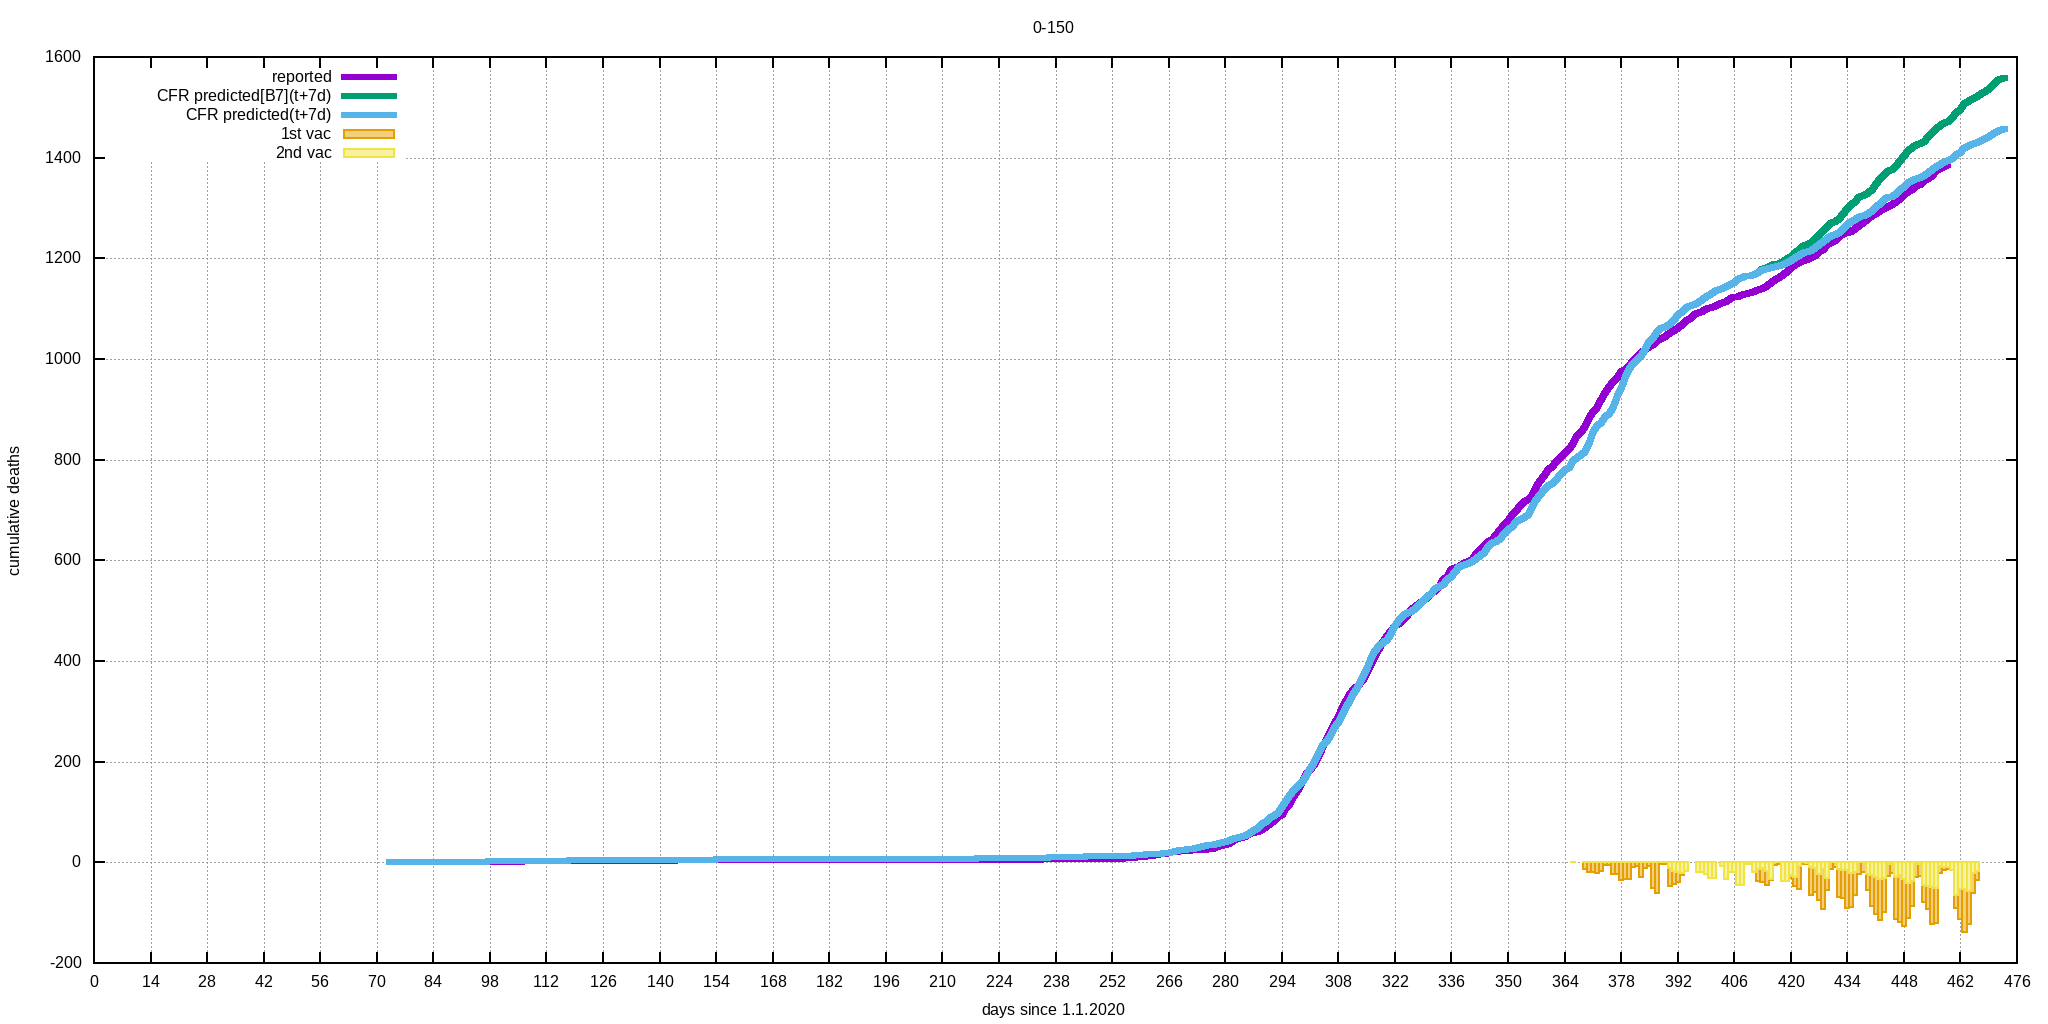 0-150
1600
1400
1200
1000
800
600
400
200
0
-200
cumulative deaths
reported
CFR predicted[B7](t+7d)
CFR predicted(t+7d)
1st vac
2nd vac
0 14 28 42 56 70 84 98 112 126 140 154 168 182 196 210 224 238 252 266 280 294 308 322 336 350 364 378 392 406 420 434 448 462 476
days since 1.1.2020